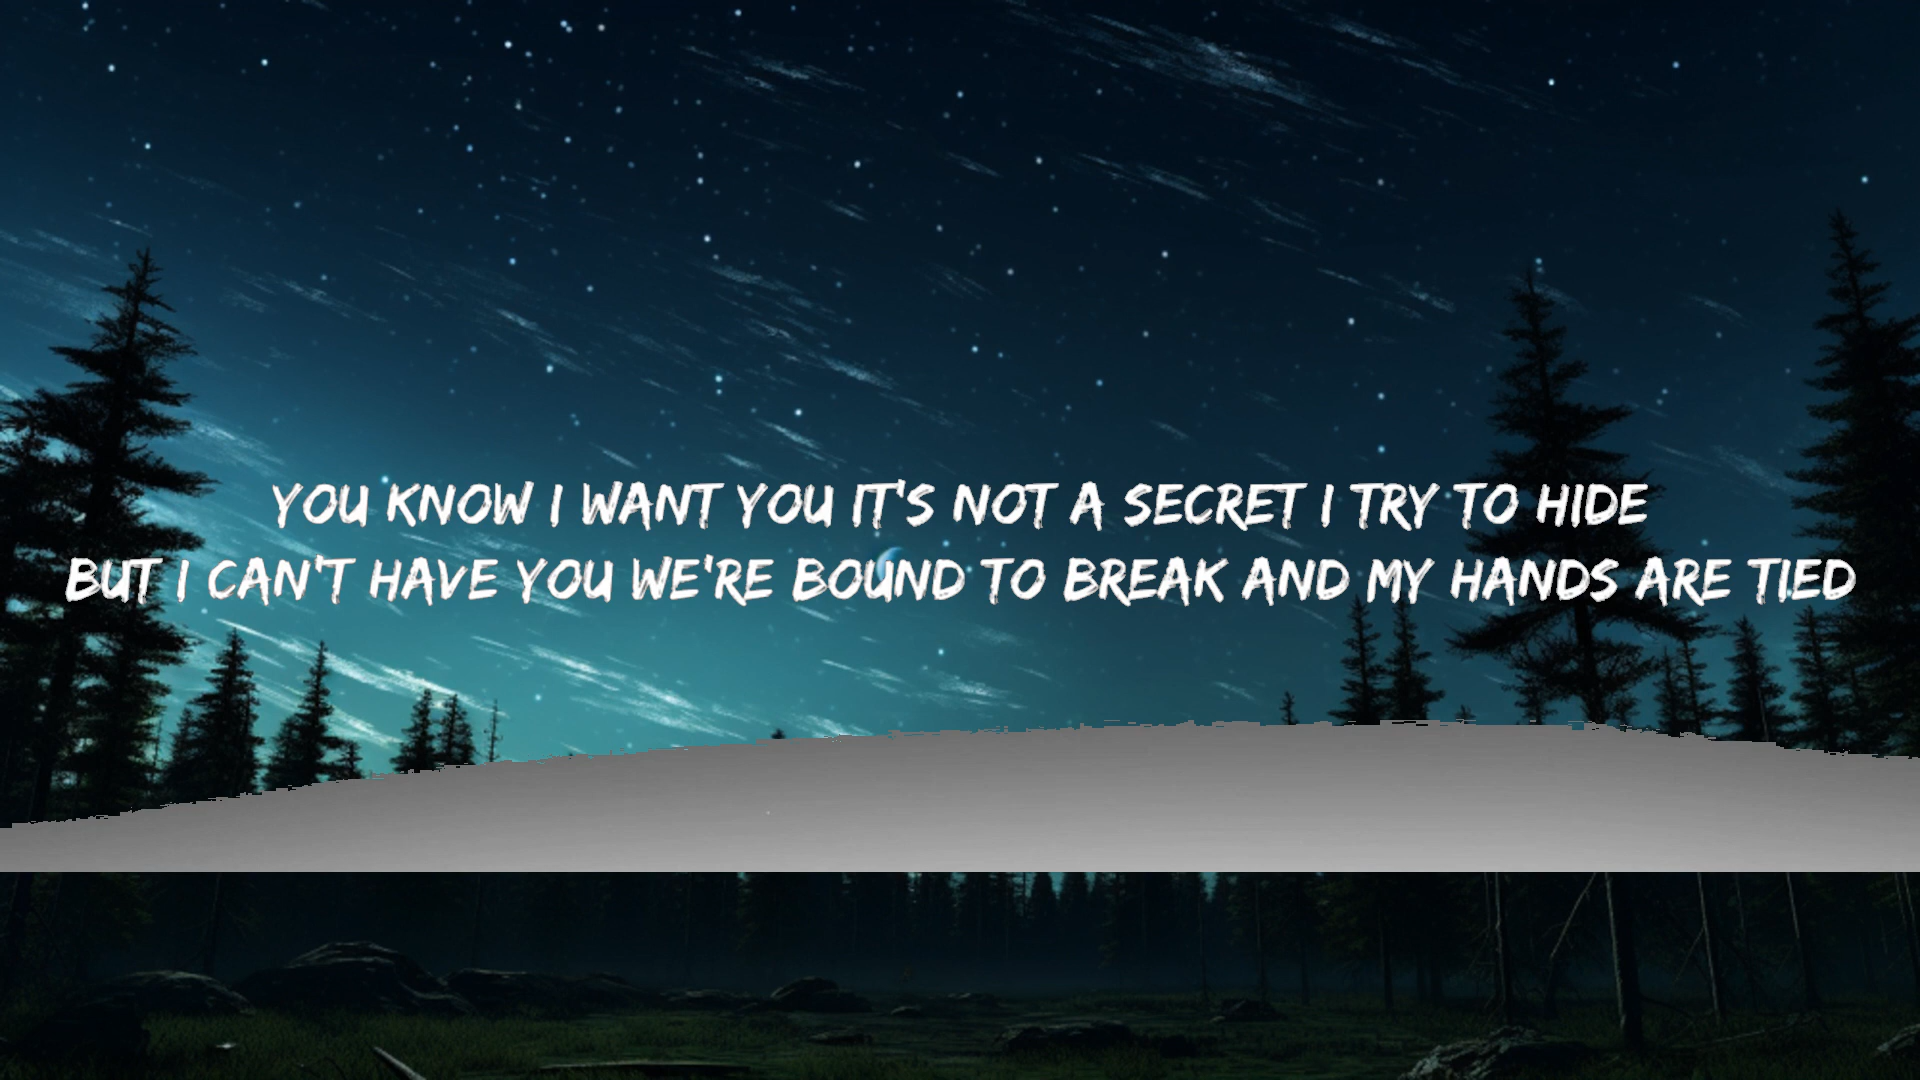 YOU KNOW I WANT YOU IT'S NOT A SECRET I TRY TO HIDE
BUT I CAN'T HAVE YOU WE'RE BOUND TO BREAK AND MY HANDS ARE TIED